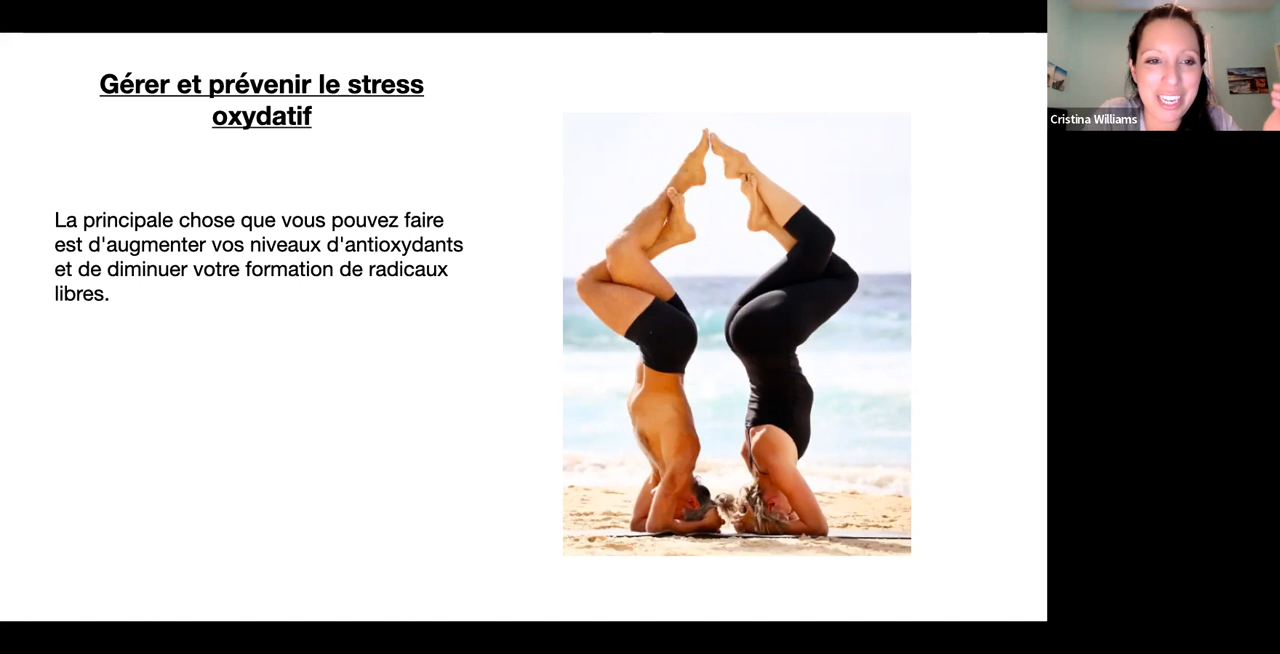 Gérer et prévenir le stress
oxydatif
La principale chose que vous pouvez faire
est d'augmenter vos niveaux d'antioxydants
et de diminuer votre formation de radicaux
libres.
Cristina Williams